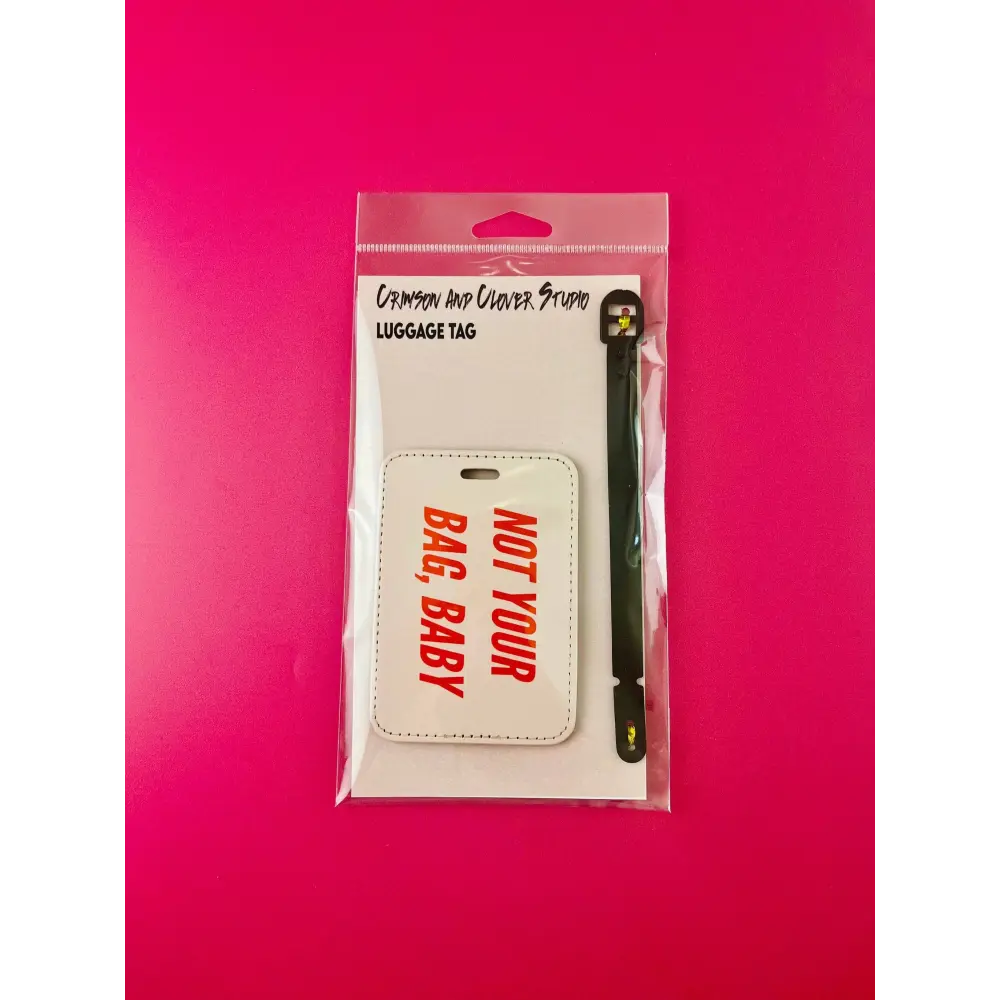 Crimson and Clover Studio
LUGGAGE TAG
NOT YOUR
BAG, BABY